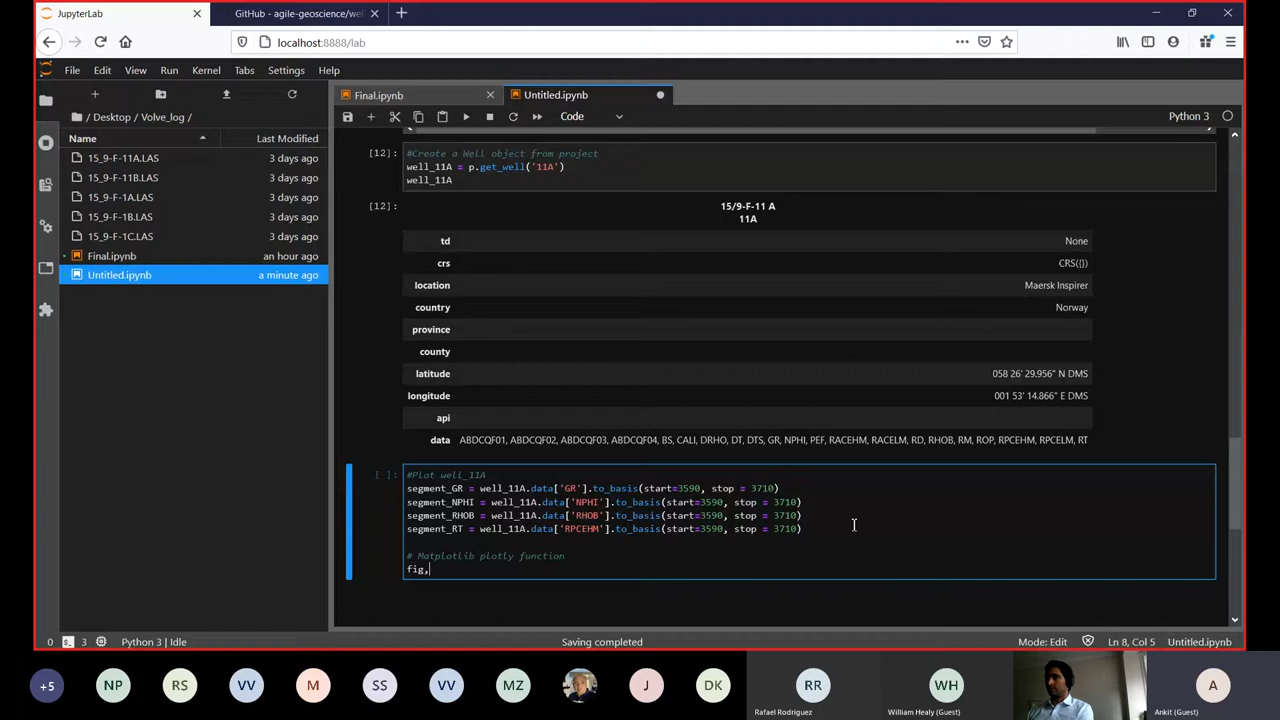 JupyterLab
GitHub - agile-geoscience/we
localhost:8888/lab
File Edit View Run Kernel Tabs Settings Help
Final.ipynb
Untitled.ipynb
/ Desktop / Volve_log /
Code
Python 3
Name
Last Modified
15_9-F-11A.LAS 3 days ago
15_9-F-11B.LAS 3 days ago
15_9-F-1A.LAS 3 days ago
15_9-F-1B.LAS 3 days ago
15_9-F-1C.LAS 3 days ago
Final.ipynb an hour ago
Untitled.ipynb a minute ago
[12]: #Create a Well object from project
well_11A = p.get_well('11A')
well_11A
[12]: 15/9-F-11 A
11A
td None
crs CRS({})
location Maersk Inspirer
country Norway
province
county
latitude 058 26' 29.956" N DMS
longitude 001 53' 14.866" E DMS
api
data ABDCQF01, ABDCQF02, ABDCQF03, ABDCQF04, BS, CALI, DRHO, DT, DTS, GR, NPHI, PEF, RACEHM, RACELM, RD, RHOB, RM, ROP, RPCEHM, RPCELM, RT
[ ]: #Plot well_11A
segment_GR = well_11A.data['GR'].to_basis(start=3590, stop = 3710)
segment_NPHI = well_11A.data['NPHI'].to_basis(start=3590, stop = 3710)
segment_RHOB = well_11A.data['RHOB'].to_basis(start=3590, stop = 3710)
segment_RT = well_11A.data['RPCEHM'].to_basis(start=3590, stop = 3710)
# Matplotlib plotly function
fig,
0
3
Python 3 | Idle
Saving completed
Mode: Edit
Ln 8, Col 5
Untitled.ipynb
+5
NP
RS
VV
M
SS
VV
MZ
J
DK
RR
WH
A
Rafael Rodriguez
William Healy (Guest)
Ankit (Guest)